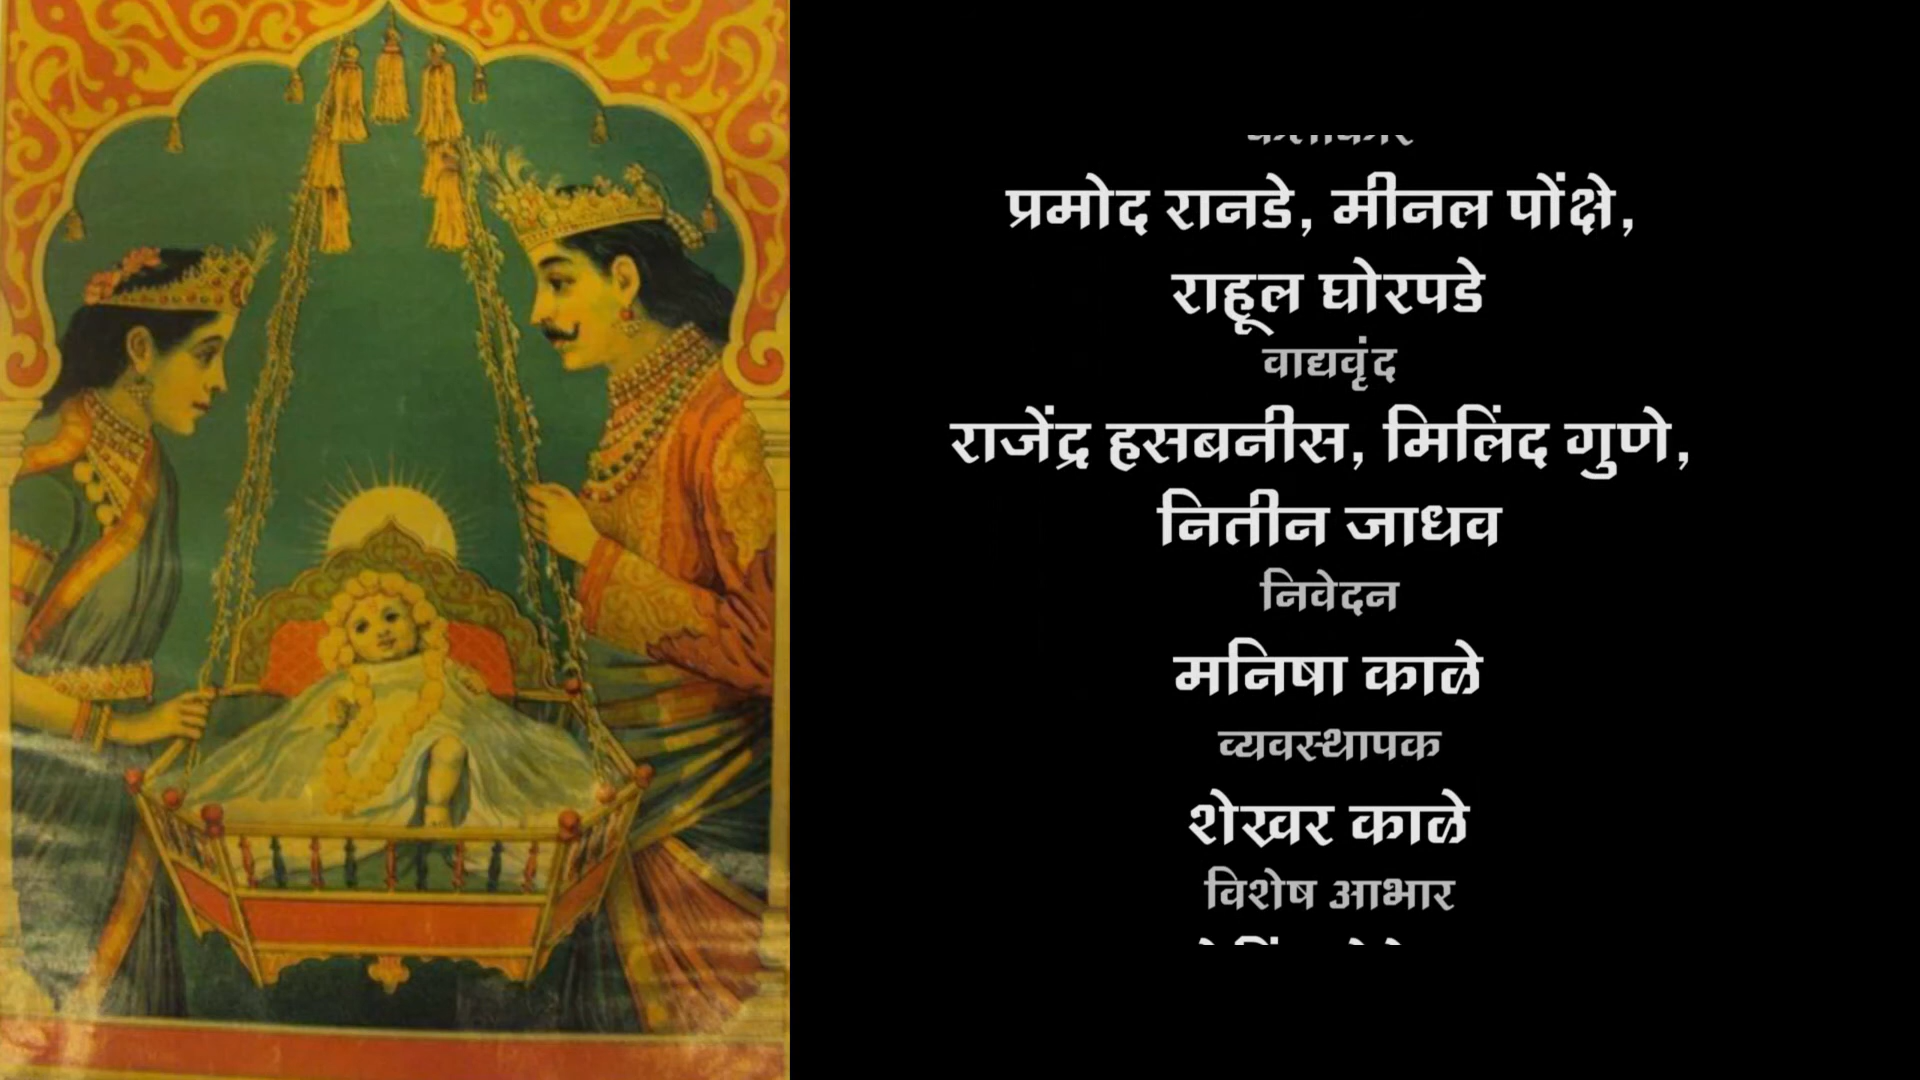 प्रमोद रानडे, मीनल पोंक्षे,
राहूल घोरपडे
वाद्यवृंद
राजेंद्र हसबनीस, मिलिंद गुणे,
नितीन जाधव
निवेदन
मनिषा काळे
व्यवस्थापक
शेखर काळे
विशेष आभार